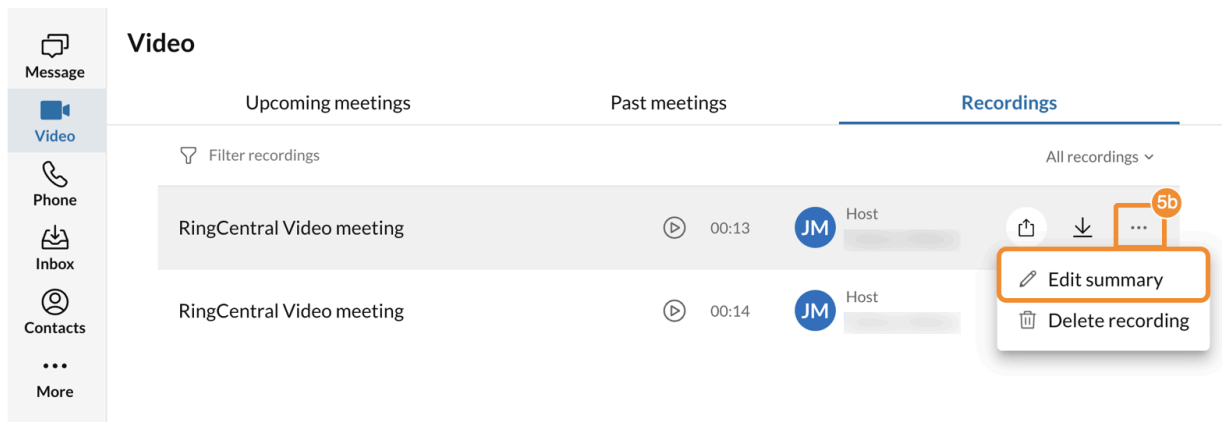 Video
Message
Video
Phone
Inbox
Contacts
More
Upcoming meetings Past meetings Recordings
Filter recordings All recordings
RingCentral Video meeting 00:13 JM Host 5b
Edit summary
Delete recording
RingCentral Video meeting 00:14 JM Host